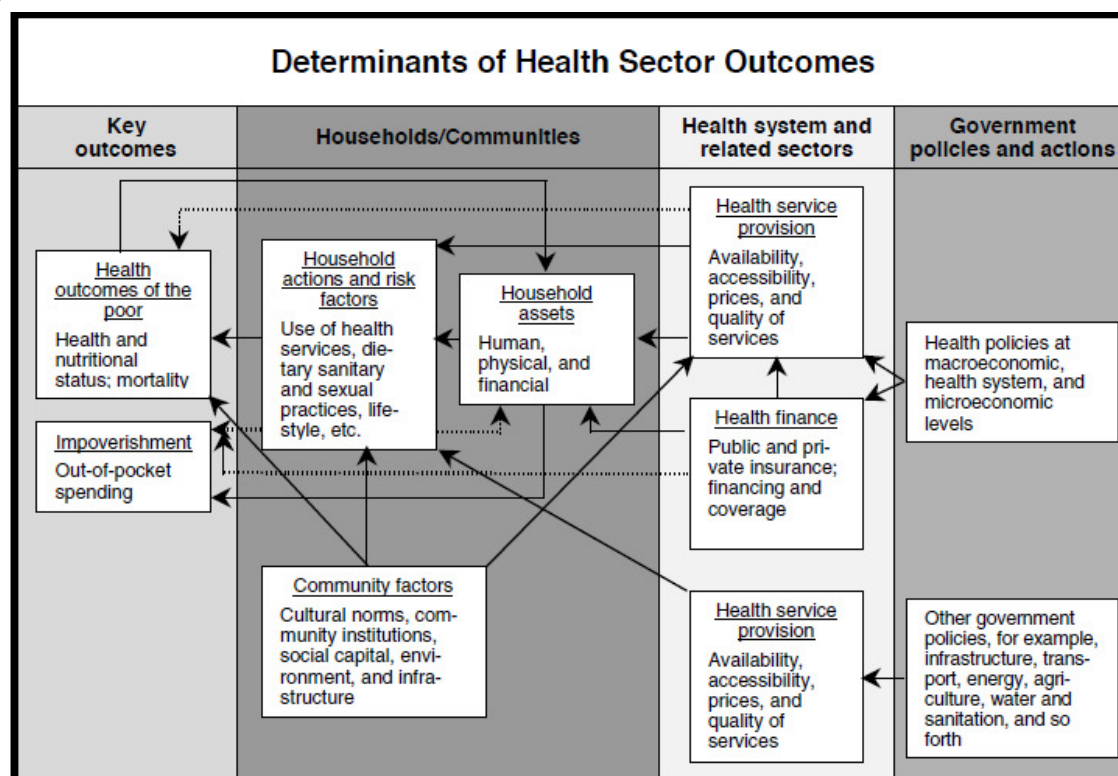 Determinants of Health Sector Outcomes
Key
outcomes
Households/Communities
Health system and
related sectors
Government
policies and actions
Health
outcomes of the
poor
Health and
nutritional
status; mortality
Impoverishment
Out-of-pocket
spending
Household
actions and risk
factors
Use of health
services, die-
tary sanitary
and sexual
practices, life-
style, etc.
Household
assets
Human,
physical, and
financial
Community factors
Cultural norms, com-
munity institutions,
social capital, envi-
ronment, and infra-
structure
Health service
provision
Availability,
accessibility,
prices, and
quality of
services
Health finance
Public and pri-
vate insurance;
financing and
coverage
Health service
provision
Availability,
accessibility,
prices, and
quality of
services
Health policies at
macroeconomic,
health system, and
microeconomic
levels
Other government
policies, for example,
infrastructure, trans-
port, energy, agri-
culture, water and
sanitation, and so
forth